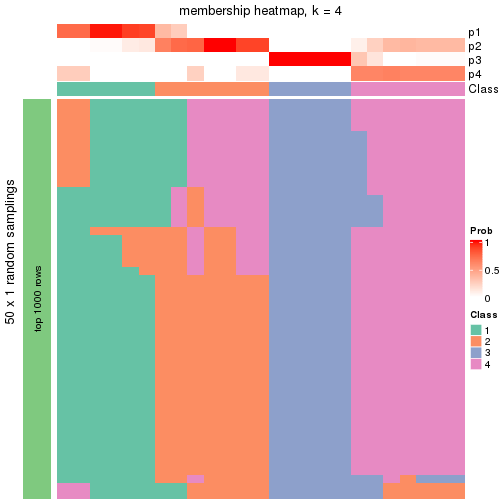 membership heatmap, k = 4
p1
p2
p3
p4
Class
50 x 1 random samplings
top 1000 rows
Prob
1
0.5
0
Class
1
2
3
4